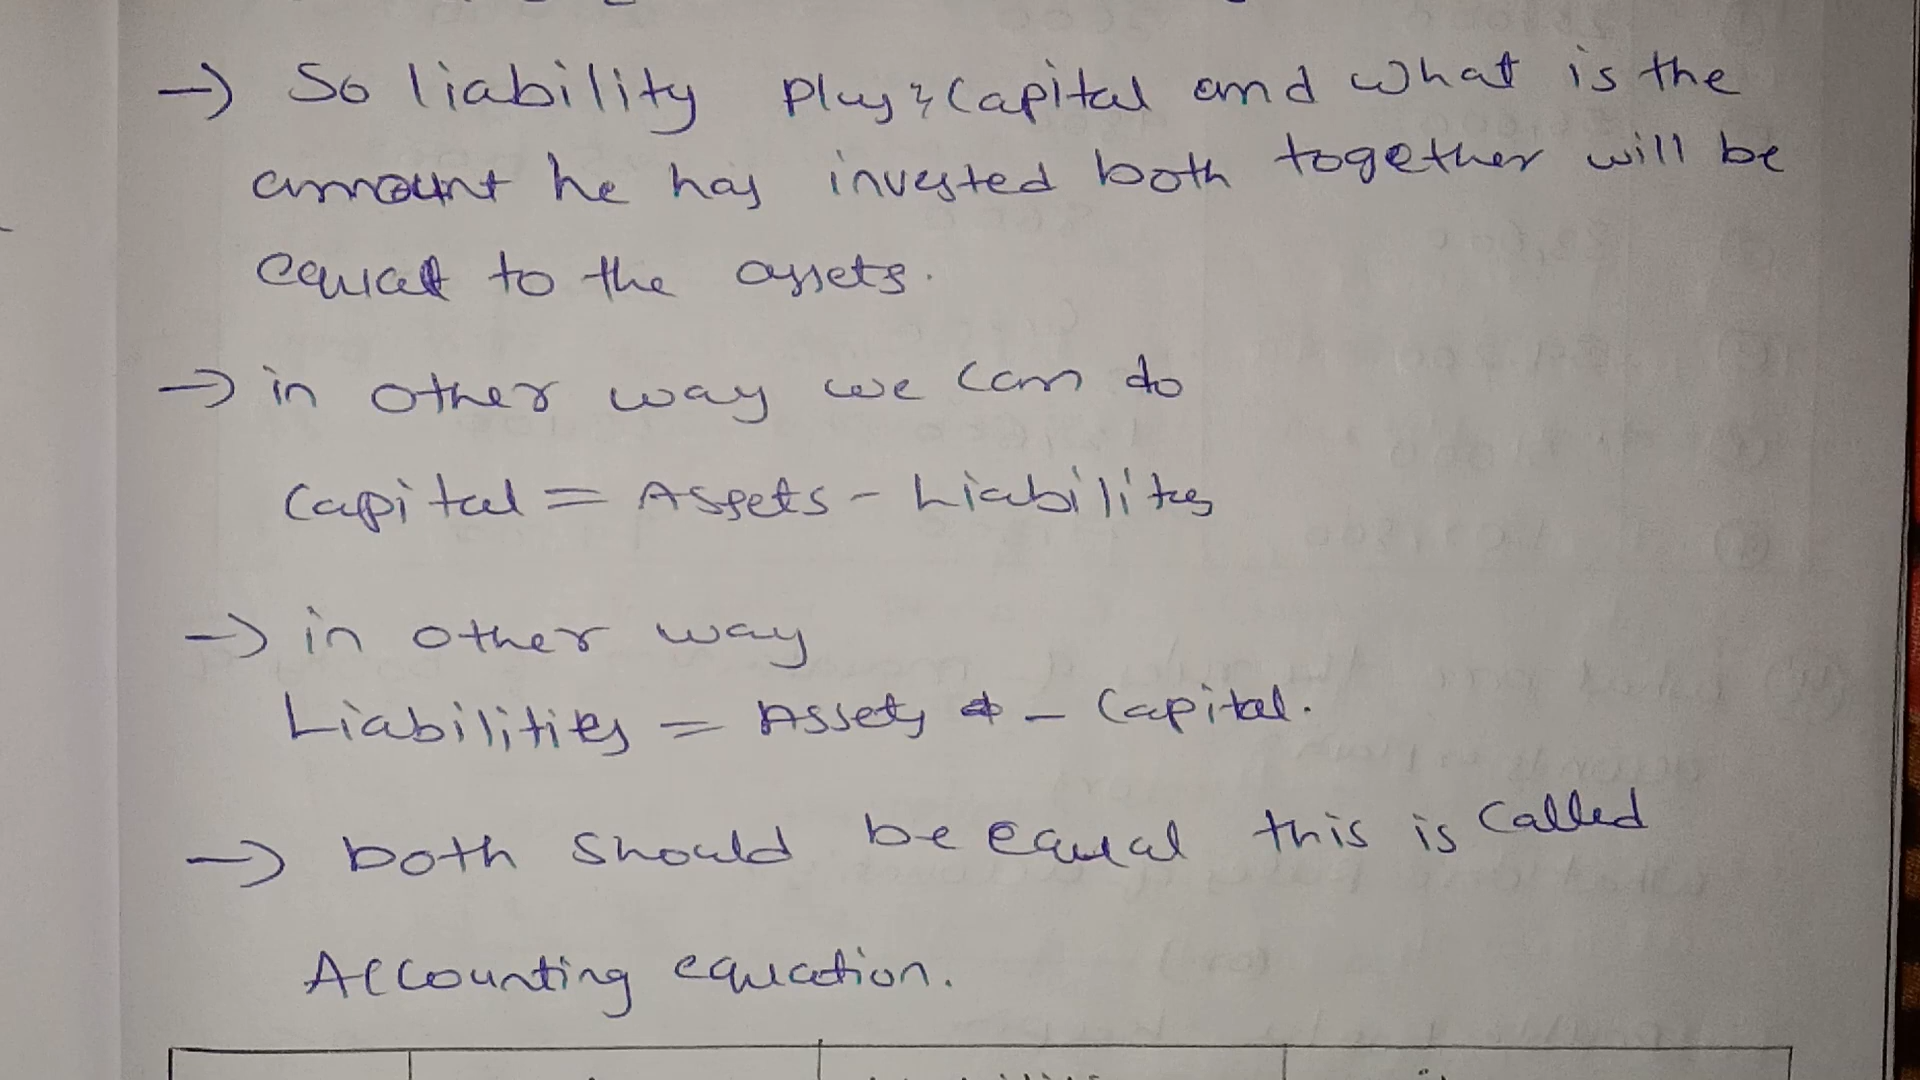 → So liability plus & Capital and what is the
amount he has invested both together will be
equal to the assets.
→ in other way we can do
Capital = Assets - Liabilities
→ in other way
Liabilities = Assets - Capital.
→ both should be equal this is called
Accounting equation.